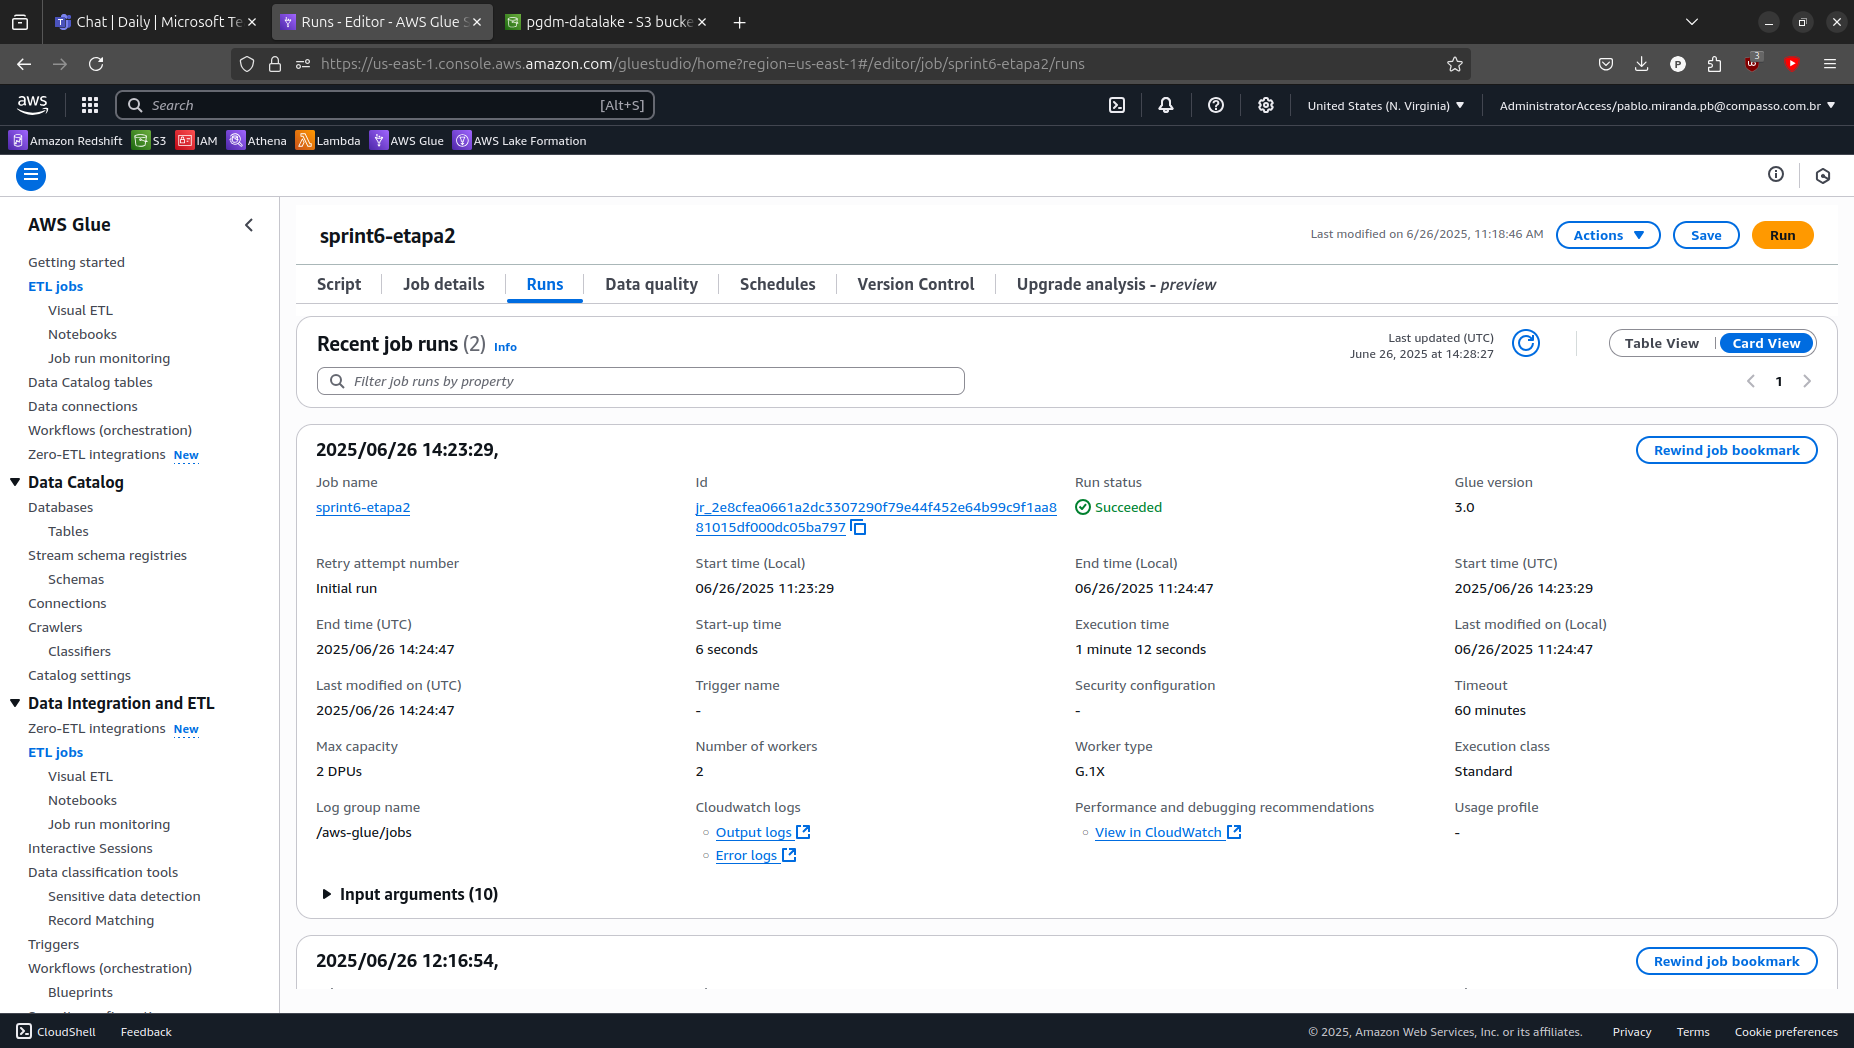 Chat | Daily | Microsoft Te
Runs - Editor - AWS Glue S
pgdm-datalake - S3 bucke
https://us-east-1.console.aws.amazon.com/gluestudio/home?region=us-east-1#/editor/job/sprint6-etapa2/runs
3
aws
Search
[Alt+S]
United States (N. Virginia)
AdministratorAccess/pablo.miranda.pb@compasso.com.br
Amazon Redshift
S3
IAM
Athena
Lambda
AWS Glue
AWS Lake Formation
AWS Glue
Getting started
ETL jobs
Visual ETL
Notebooks
Job run monitoring
Data Catalog tables
Data connections
Workflows (orchestration)
Zero-ETL integrations New
Data Catalog
Databases
Tables
Stream schema registries
Schemas
Connections
Crawlers
Classifiers
Catalog settings
Data Integration and ETL
Zero-ETL integrations New
ETL jobs
Visual ETL
Notebooks
Job run monitoring
Interactive Sessions
Data classification tools
Sensitive data detection
Record Matching
Triggers
Workflows (orchestration)
Blueprints
sprint6-etapa2
Last modified on 6/26/2025, 11:18:46 AM
Actions
Save
Run
Script
Job details
Runs
Data quality
Schedules
Version Control
Upgrade analysis - preview
Recent job runs (2) Info
Last updated (UTC)
June 26, 2025 at 14:28:27
Table View
Card View
Filter job runs by property
1
2025/06/26 14:23:29,
Rewind job bookmark
Job name
sprint6-etapa2
Id
jr_2e8cfea0661a2dc3307290f79e44f452e64b99c9f1aa8
81015df000dc05ba797
Run status
Succeeded
Glue version
3.0
Retry attempt number
Initial run
Start time (Local)
06/26/2025 11:23:29
End time (Local)
06/26/2025 11:24:47
Start time (UTC)
2025/06/26 14:23:29
End time (UTC)
2025/06/26 14:24:47
Start-up time
6 seconds
Execution time
1 minute 12 seconds
Last modified on (Local)
06/26/2025 11:24:47
Last modified on (UTC)
2025/06/26 14:24:47
Trigger name
-
Security configuration
-
Timeout
60 minutes
Max capacity
2 DPUs
Number of workers
2
Worker type
G.1X
Execution class
Standard
Log group name
/aws-glue/jobs
Cloudwatch logs
Output logs
Error logs
Performance and debugging recommendations
View in CloudWatch
Usage profile
-
Input arguments (10)
2025/06/26 12:16:54,
Rewind job bookmark
CloudShell
Feedback
© 2025, Amazon Web Services, Inc. or its affiliates.
Privacy
Terms
Cookie preferences